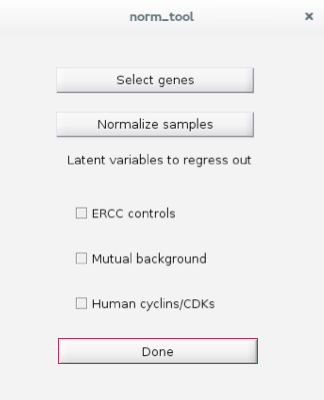 norm_tool
Select genes
Normalize samples
Latent variables to regress out
ERCC controls
Mutual background
Human cyclins/CDKs
Done